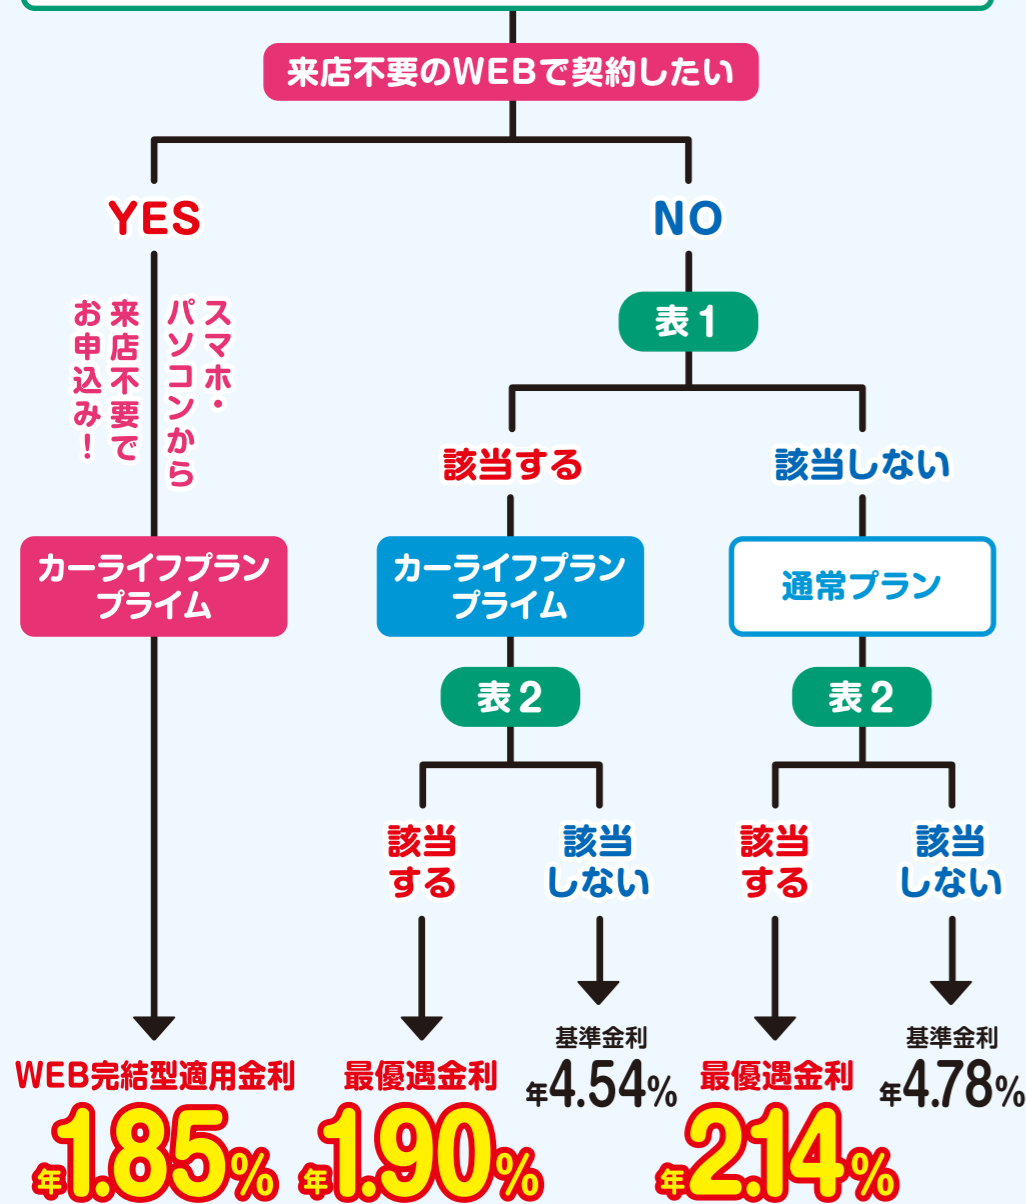 来店不要のWEBで契約したい
YES
NO
スマホ・
パソコンから
来店不要で
お申込み！
表1
該当する
該当しない
カーライフプラン
プライム
カーライフプラン
プライム
通常プラン
表2
表2
該当
する
該当
しない
該当
する
該当
しない
WEB完結型適用金利
年1.85%
最優遇金利
年1.90%
基準金利
年4.54%
最優遇金利
年2.14%
基準金利
年4.78%